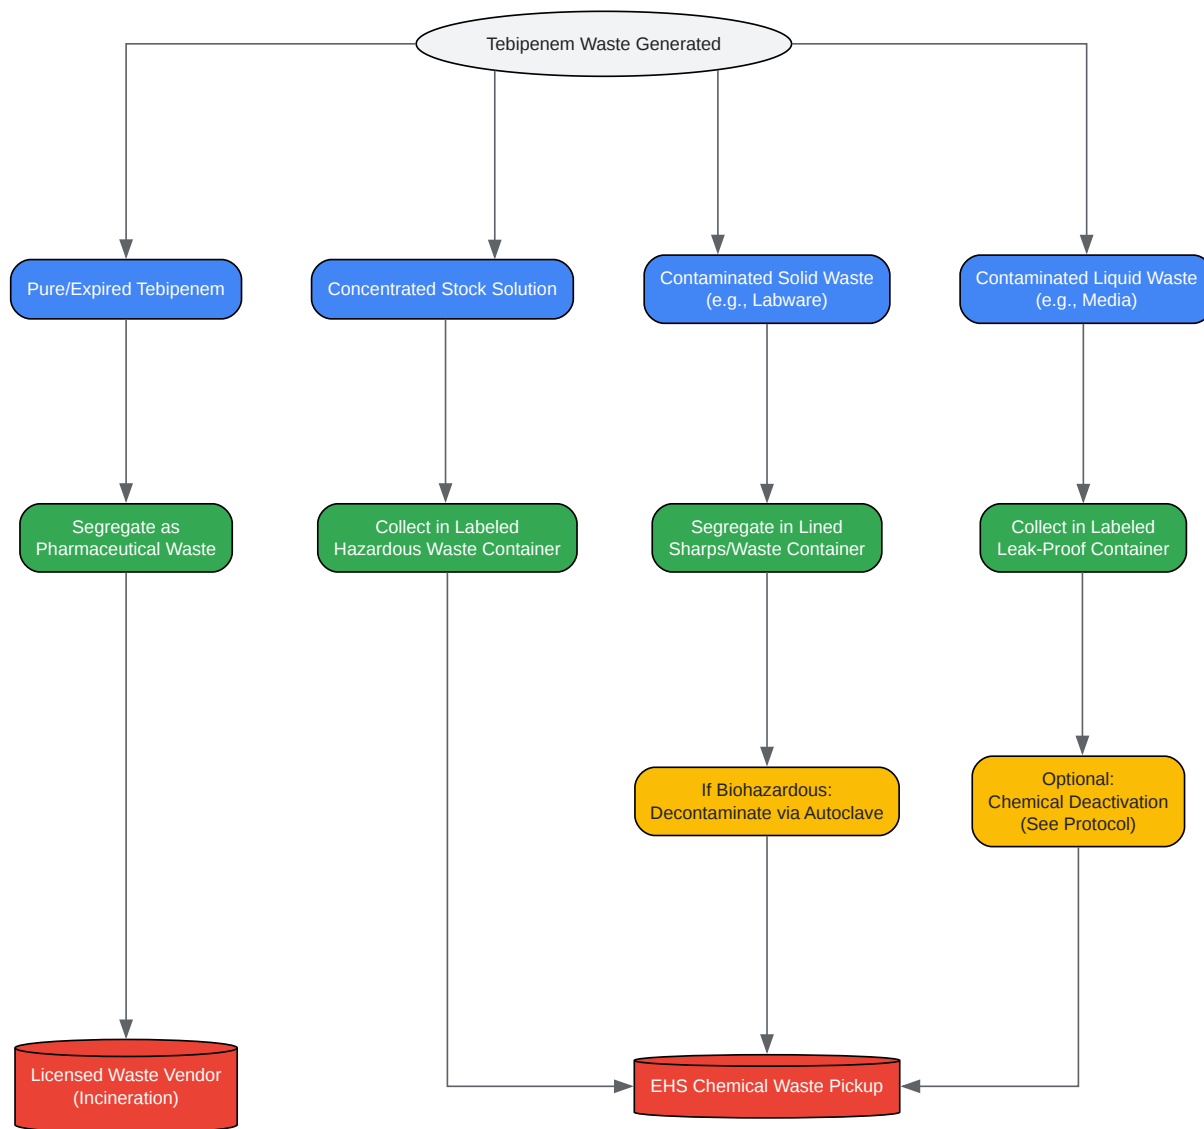 Tebipenem Waste Generated
Pure/Expired Tebipenem
Concentrated Stock Solution
Contaminated Solid Waste
(e.g., Labware)
Contaminated Liquid Waste
(e.g., Media)
Segregate as
Pharmaceutical Waste
Collect in Labeled
Hazardous Waste Container
Segregate in Lined
Sharps/Waste Container
Collect in Labeled
Leak-Proof Container
If Biohazardous:
Decontaminate via Autoclave
Optional:
Chemical Deactivation
(See Protocol)
Licensed Waste Vendor
(Incineration)
EHS Chemical Waste Pickup